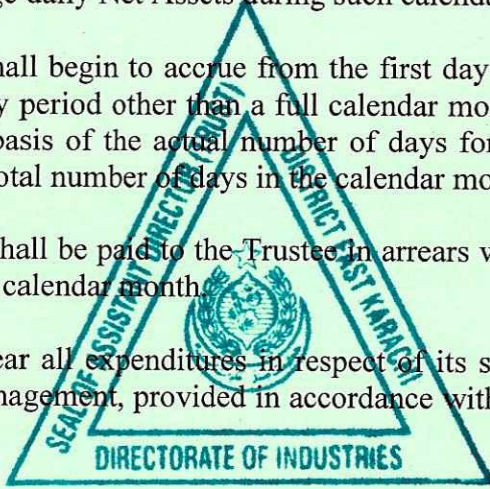 ge daily Net Assets during such calenda
hall begin to accrue from the first day
y period other than a full calendar mo
basis of the actual number of days for
otal number of days in the calendar mo
hall be paid to the Trustee in arrears w
calendar month.
ear all expenditures in respect of its s
nagement, provided in accordance with
SEAL OF ASSISTANT DIRECTOR (TRUST)
DISTRICT EAST KARACHI
DIRECTORATE OF INDUSTRIES